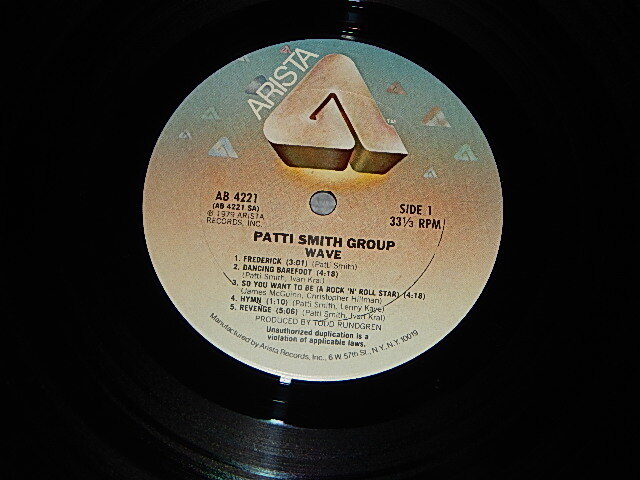 ARISTA
TM
AB 4221
(AB 4221 SA)
℗ 1979 ARISTA
RECORDS, INC.
SIDE 1
33⅓ RPM
PATTI SMITH GROUP
WAVE
1. FREDERICK (3:01) (Patti Smith)
2. DANCING BAREFOOT (4:18)
(Patti Smith, Ivan Kral)
3. SO YOU WANT TO BE (A ROCK 'N' ROLL STAR) (4:18)
(James McGuinn, Christopher Hillman)
4. HYMN (1:10) (Patti Smith, Lenny Kaye)
5. REVENGE (5:06) (Patti Smith, Ivan Kral)
PRODUCED BY TODD RUNDGREN
Unauthorized duplication is a
violation of applicable laws.
Manufactured by Arista Records, Inc., 6 W 57th St., N.Y., N.Y. 10019